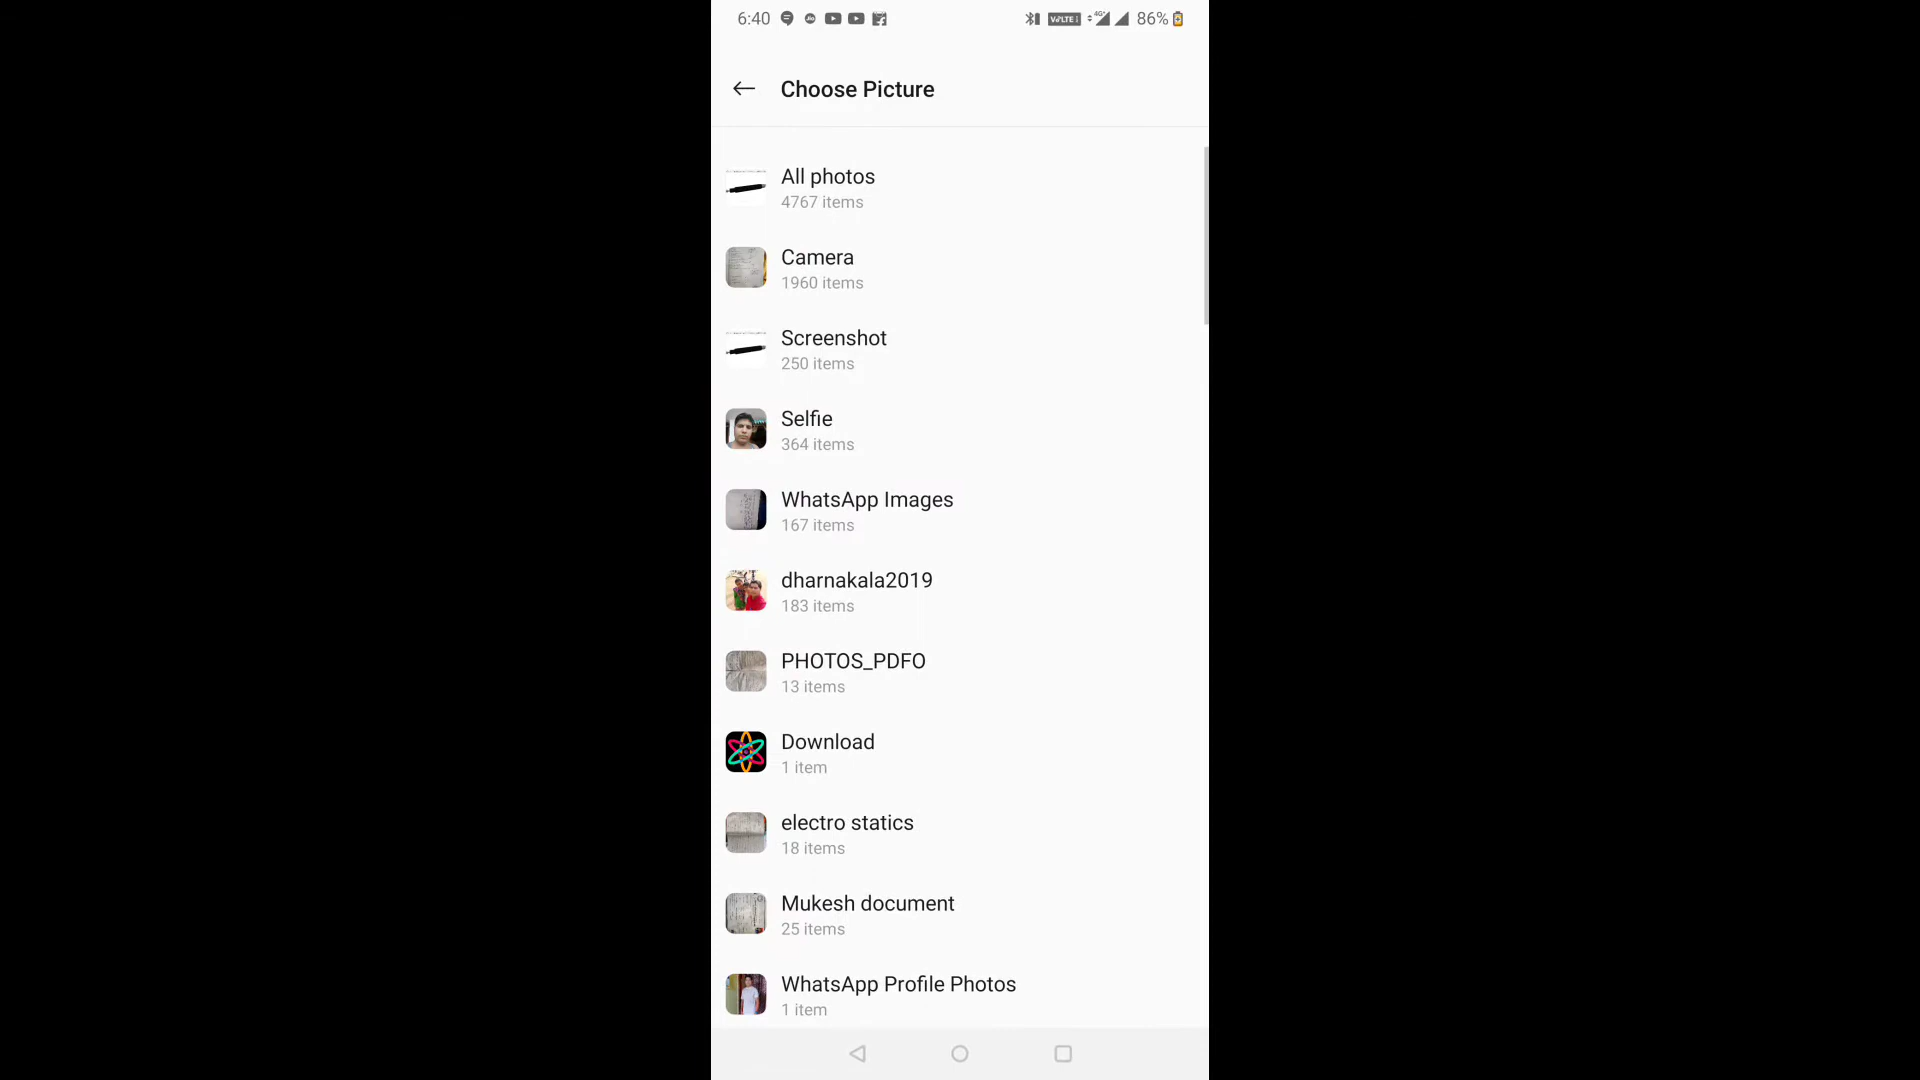 6:40
VoLTE
4G+
86%
Choose Picture
All photos
4767 items
Camera
1960 items
Screenshot
250 items
Selfie
364 items
WhatsApp Images
167 items
dharnakala2019
183 items
PHOTOS_PDFO
13 items
Download
1 item
electro statics
18 items
Mukesh document
25 items
WhatsApp Profile Photos
1 item